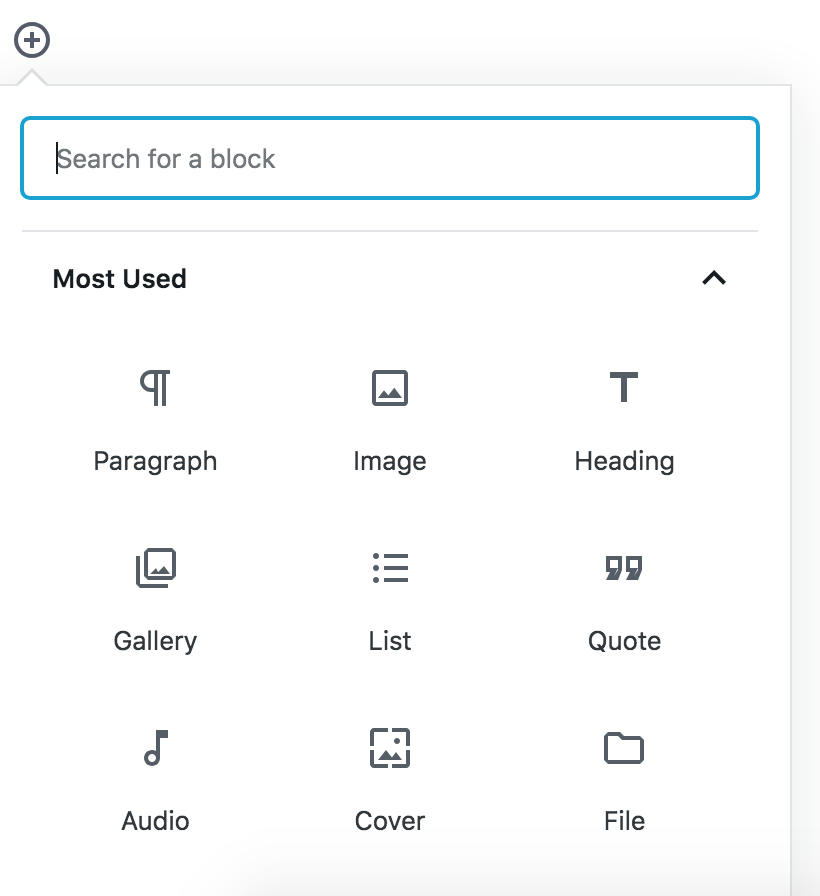 Search for a block
Most Used
Paragraph
Image
Heading
Gallery
List
Quote
Audio
Cover
File